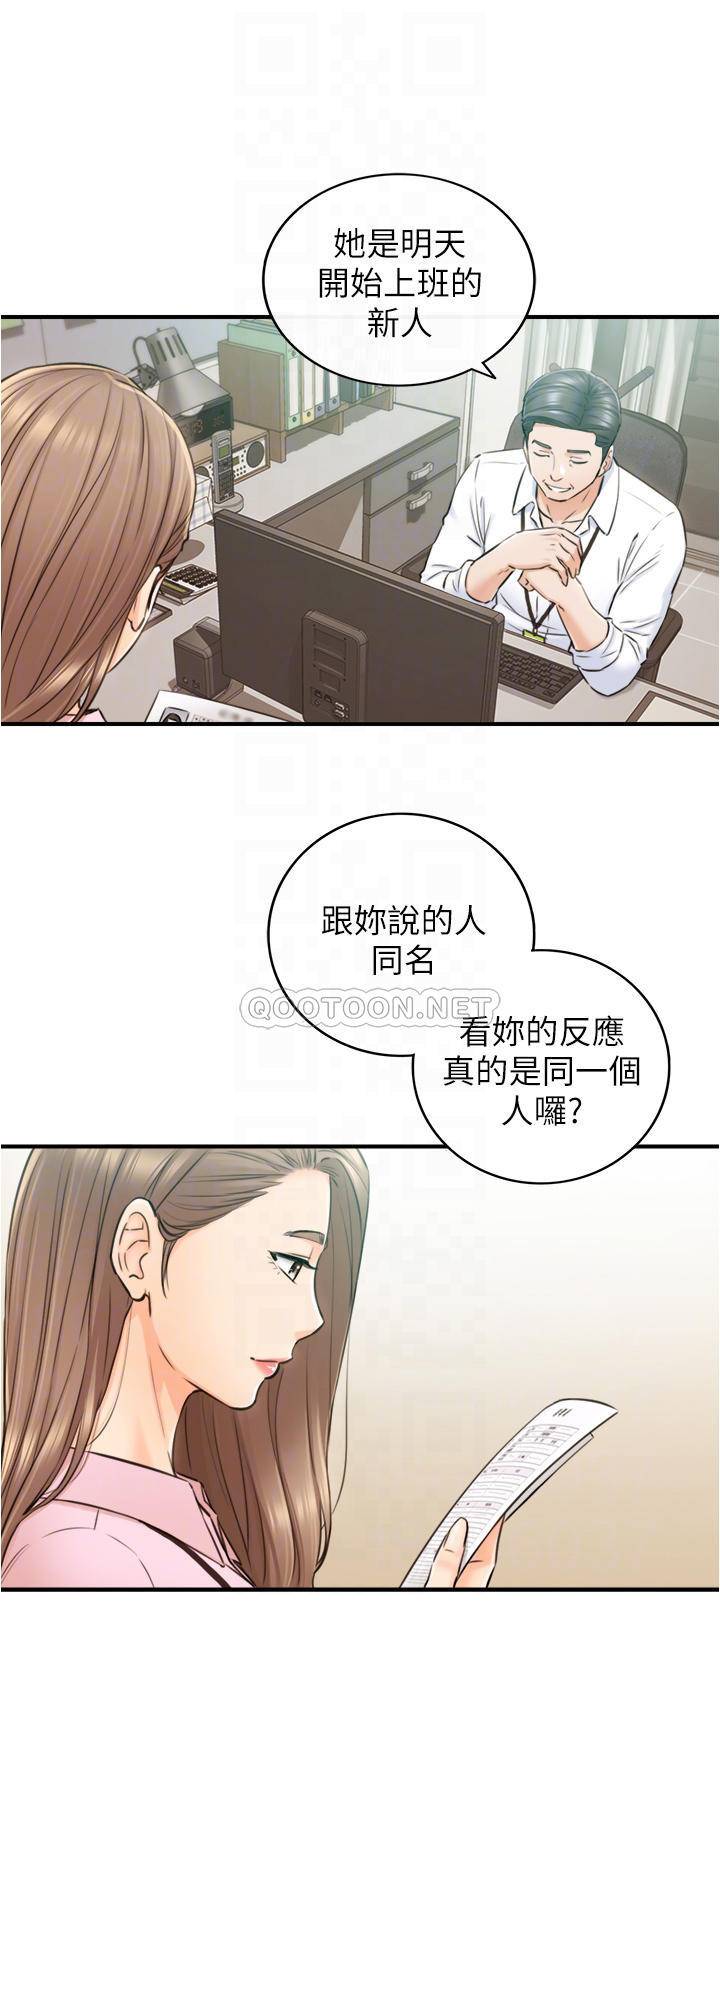 她是明天
開始上班的
新人
跟妳說的人
同名
QOOTOON.NET
看妳的反應
真的是同一個
人囉?